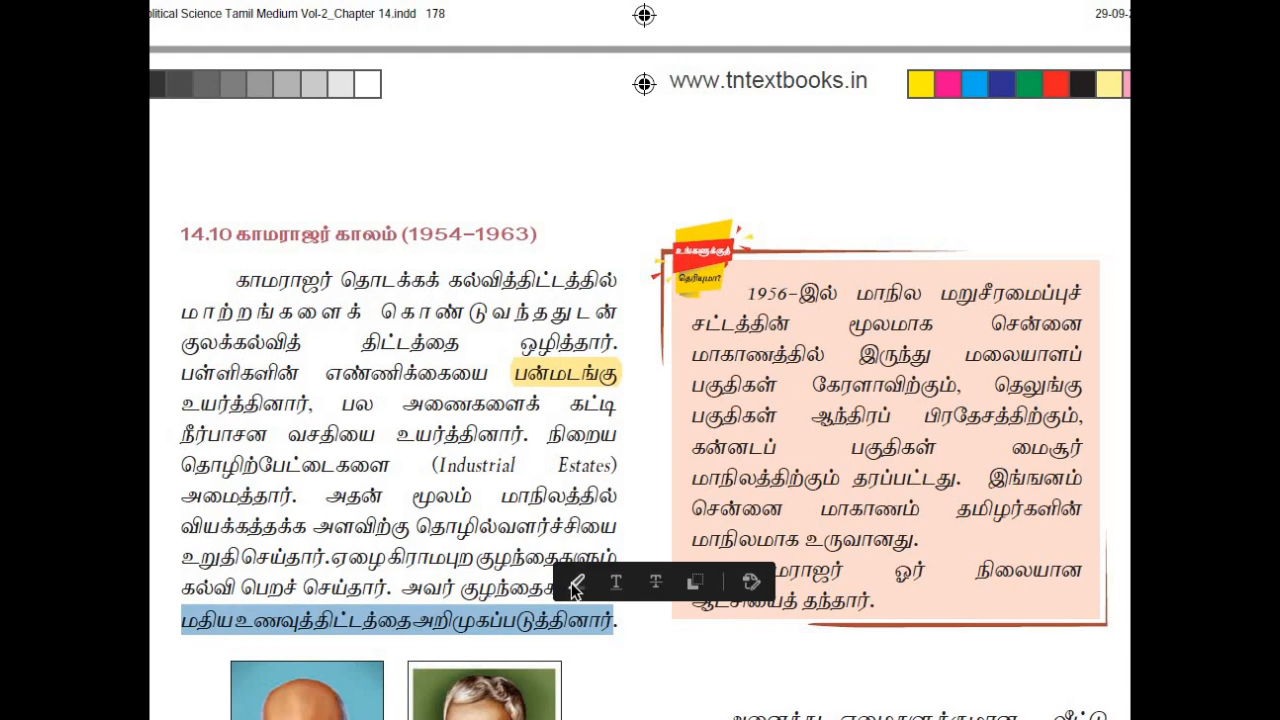 olitical Science Tamil Medium Vol-2_Chapter 14.indd 178
29-09-
www.tntextbooks.in
14.10 காமராஜர் காலம் (1954–1963)
காமராஜர் தொடக்கக் கல்வித்திட்டத்தில்
மாற்றங்களைக் கொண்டுவந்ததுடன்
குலக்கல்வித் திட்டத்தை ஒழித்தார்.
பள்ளிகளின் எண்ணிக்கையை பன்மடங்கு
உயர்த்தினார், பல அணைகளைக் கட்டி
நீர்பாசன வசதியை உயர்த்தினார். நிறைய
தொழிற்பேட்டைகளை (Industrial Estates)
அமைத்தார். அதன் மூலம் மாநிலத்தில்
வியக்கத்தக்க அளவிற்கு தொழில்வளர்ச்சியை
உறுதிசெய்தார். ஏழை கிராமபுற குழந்தைகளும்
கல்வி பெறச் செய்தார். அவர் குழந்தைக
மதிய உணவுத்திட்டத்தை அறிமுகப்படுத்தினார்.
உங்களுக்குத்
தெரியுமா?
1956–இல் மாநில மறுசீரமைப்புச்
சட்டத்தின் மூலமாக சென்னை
மாகாணத்தில் இருந்து மலையாளப்
பகுதிகள் கேரளாவிற்கும், தெலுங்கு
பகுதிகள் ஆந்திரப் பிரதேசத்திற்கும்,
கன்னடப் பகுதிகள் மைசூர்
மாநிலத்திற்கும் தரப்பட்டது. இங்ஙனம்
சென்னை மாகாணம் தமிழர்களின்
மாநிலமாக உருவானது.
மராஜர் ஓர் நிலையான
ஆட்சியைத் தந்தார்.